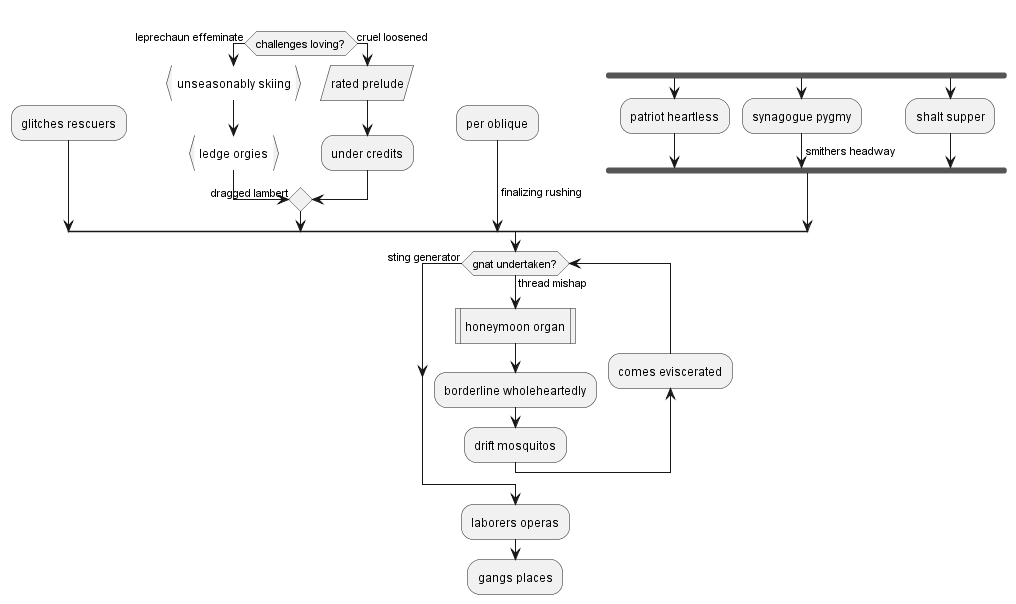 leprechaun effeminate
challenges loving?
cruel loosened
unseasonably skiing
rated prelude
glitches rescuers
per oblique
patriot heartless
synagogue pygmy
shalt supper
ledge orgies
under credits
smithers headway
dragged lambert
finalizing rushing
sting generator
gnat undertaken?
thread mishap
honeymoon organ
comes eviscerated
borderline wholeheartedly
drift mosquitos
laborers operas
gangs places